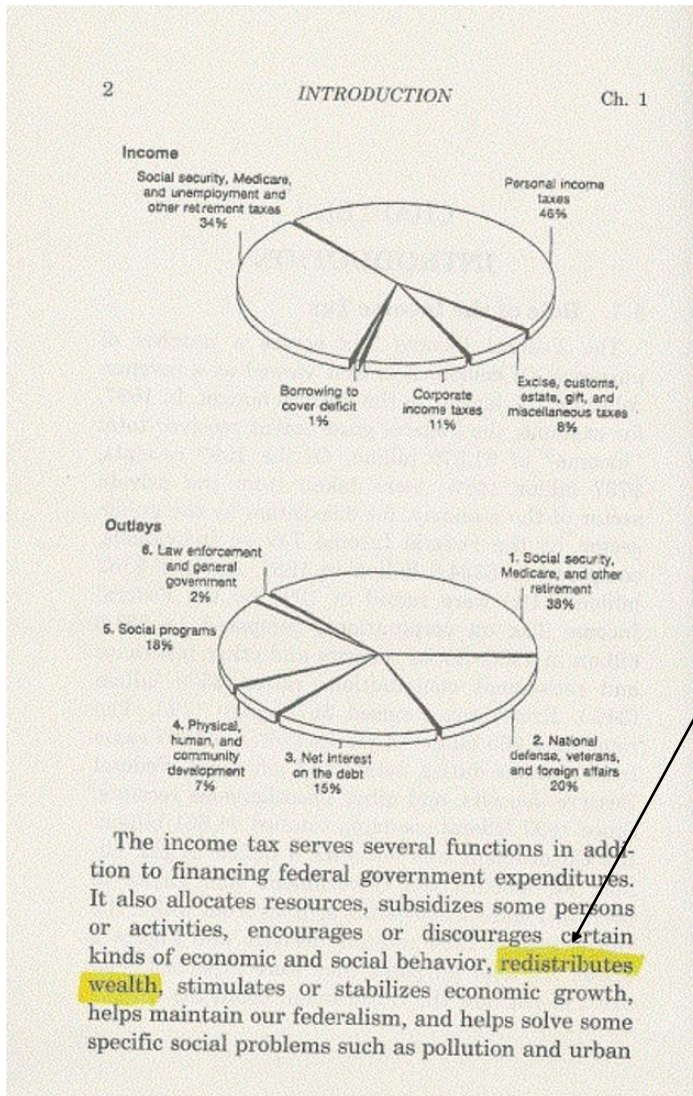 2 INTRODUCTION Ch. 1
Income
Social security, Medicare,
and unemployment and
other retirement taxes
34%
Personal income
taxes
46%
Borrowing to
cover deficit
1%
Corporate
income taxes
11%
Excise, customs,
estate, gift, and
miscellaneous taxes
8%
Outlays
6. Law enforcement
and general
government
2%
1. Social security,
Medicare, and other
retirement
38%
5. Social programs
18%
4. Physical,
human, and
community
development
7%
3. Net interest
on the debt
15%
2. National
defense, veterans,
and foreign affairs
20%
The income tax serves several functions in addi-
tion to financing federal government expenditures.
It also allocates resources, subsidizes some persons
or activities, encourages or discourages certain
kinds of economic and social behavior, redistributes
wealth, stimulates or stabilizes economic growth,
helps maintain our federalism, and helps solve some
specific social problems such as pollution and urban